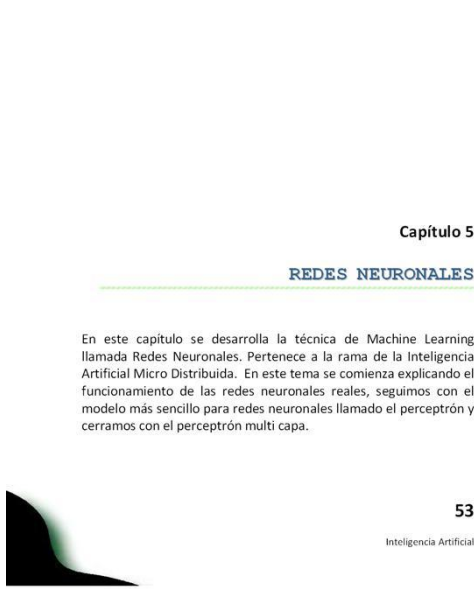 Capítulo 5
REDES NEURONALES
En este capítulo se desarrolla la técnica de Machine Learning
llamada Redes Neuronales. Pertenece a la rama de la Inteligencia
Artificial Micro Distribuida. En este tema se comienza explicando el
funcionamiento de las redes neuronales reales, seguimos con el
modelo más sencillo para redes neuronales llamado el perceptrón y
cerramos con el perceptrón multi capa.
53
Inteligencia Artificial